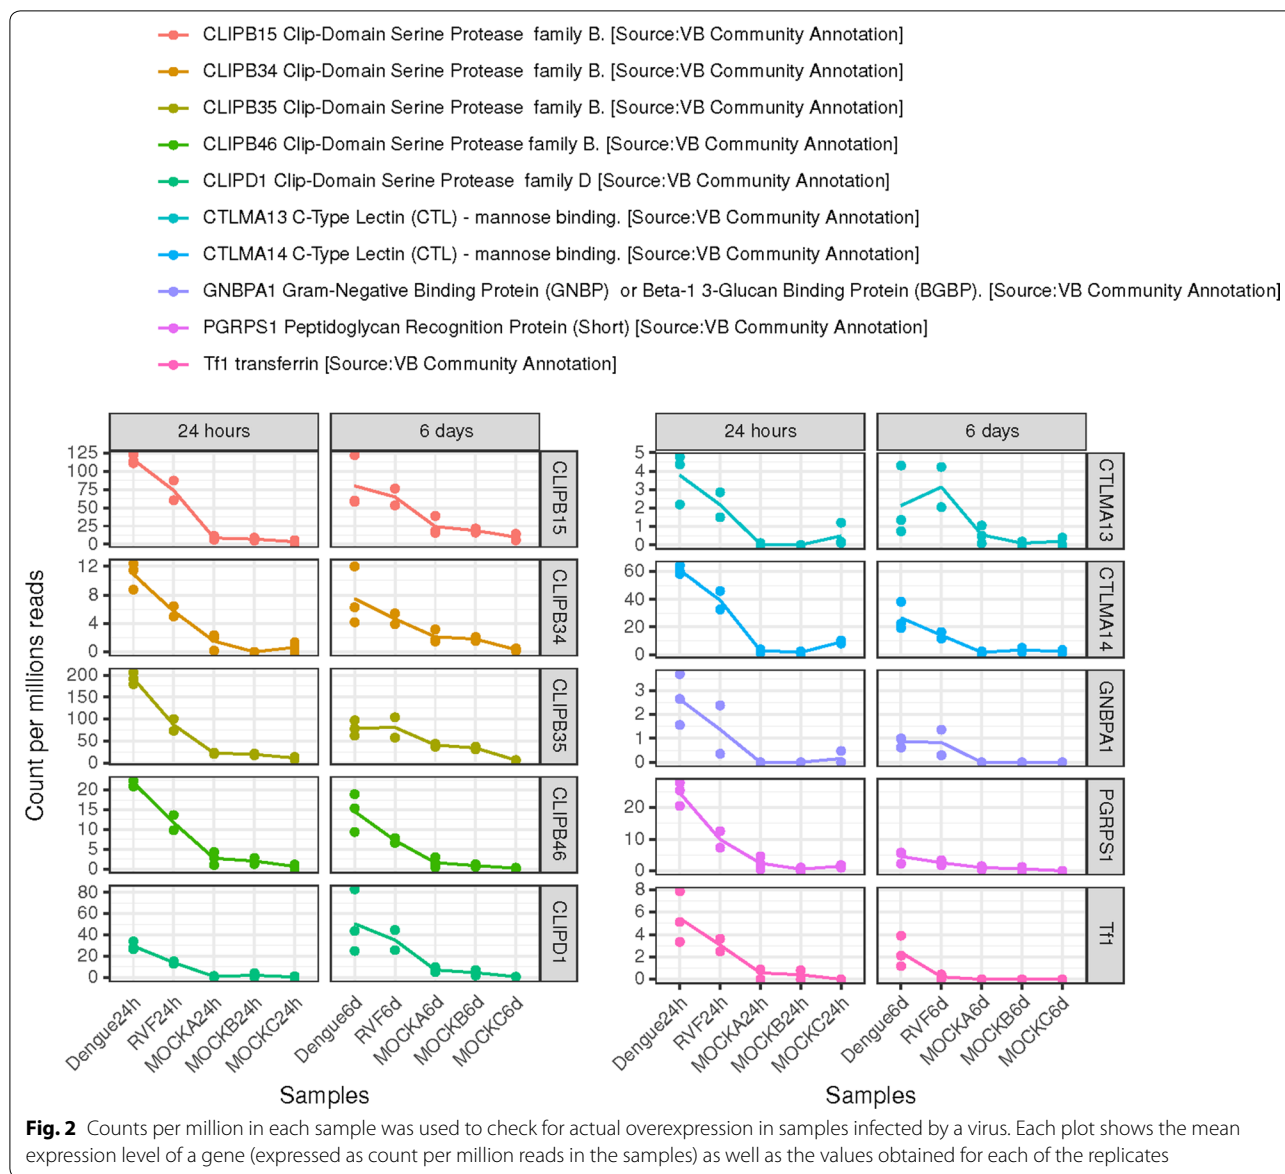 CLIPB15 Clip-Domain Serine Protease  family B. [Source:VB Community Annotation]
CLIPB34 Clip-Domain Serine Protease  family B. [Source:VB Community Annotation]
CLIPB35 Clip-Domain Serine Protease  family B. [Source:VB Community Annotation]
CLIPB46 Clip-Domain Serine Protease family B. [Source:VB Community Annotation]
CLIPD1 Clip-Domain Serine Protease  family D [Source:VB Community Annotation]
CTLMA13 C-Type Lectin (CTL) - mannose binding. [Source:VB Community Annotation]
CTLMA14 C-Type Lectin (CTL) - mannose binding. [Source:VB Community Annotation]
GNBPA1 Gram-Negative Binding Protein (GNBP)  or Beta-1 3-Glucan Binding Protein (BGBP). [Source:VB Community Annotation]
PGRPS1 Peptidoglycan Recognition Protein (Short) [Source:VB Community Annotation]
Tf1 transferrin [Source:VB Community Annotation]
Count per millions reads
24 hours
6 days
125
100
75
50
25
0
CLIPB15
12
8
4
0
CLIPB34
200
150
100
50
0
CLIPB35
20
15
10
5
0
CLIPB46
80
60
40
20
0
CLIPD1
Dengue24h
RVF24h
MOCKA24h
MOCKB24h
MOCKC24h
Dengue6d
RVF6d
MOCKA6d
MOCKB6d
MOCKC6d
Samples
24 hours
6 days
5
4
3
2
1
0
CTLMA13
60
40
20
0
CTLMA14
3
2
1
0
GNBPA1
20
10
0
PGRPS1
8
6
4
2
0
Tf1
Dengue24h
RVF24h
MOCKA24h
MOCKB24h
MOCKC24h
Dengue6d
RVF6d
MOCKA6d
MOCKB6d
MOCKC6d
Samples
Fig. 2 Counts per million in each sample was used to check for actual overexpression in samples infected by a virus. Each plot shows the mean
expression level of a gene (expressed as count per million reads in the samples) as well as the values obtained for each of the replicates